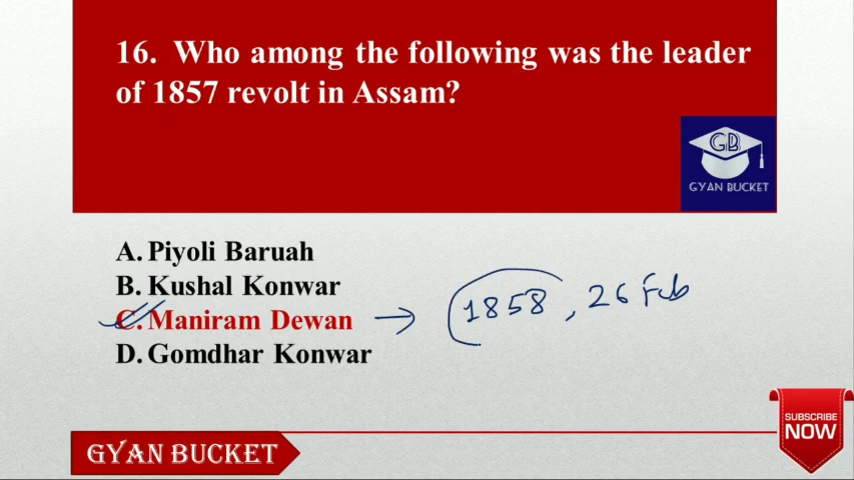 16. Who among the following was the leader
of 1857 revolt in Assam?
GB
GYAN BUCKET
A. Piyoli Baruah
B. Kushal Konwar
C. Maniram Dewan → 1858, 26 Feb
D. Gomdhar Konwar
SUBSCRIBE
NOW
GYAN BUCKET